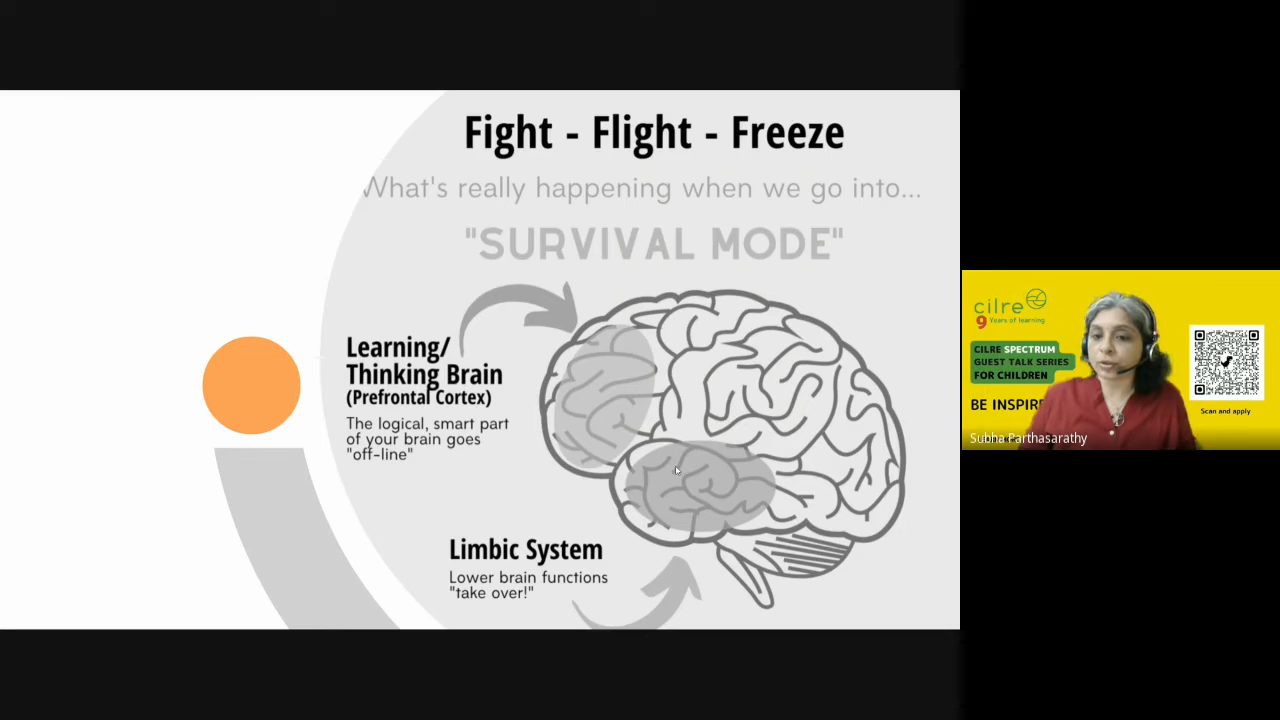 Fight - Flight - Freeze
What's really happening when we go into...
"SURVIVAL MODE"
Learning/
Thinking Brain
(Prefrontal Cortex)
The logical, smart part
of your brain goes
"off-line"
Limbic System
Lower brain functions
"take over!"
cilre
9 Years of learning
CILRE SPECTRUM
GUEST TALK SERIES
FOR CHILDREN
BE INSPIRE
Scan and apply
Subha Parthasarathy